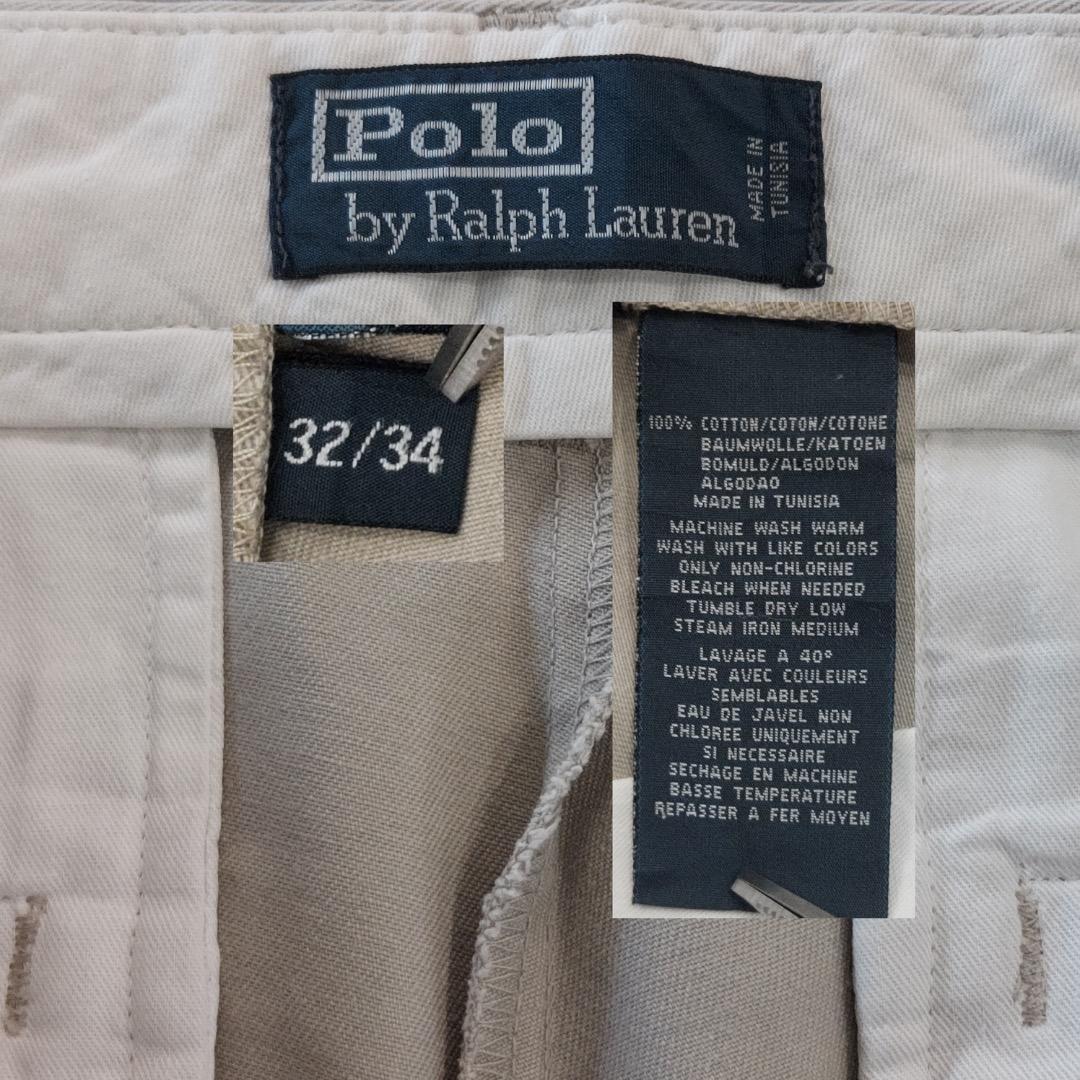 Polo
by Ralph Lauren
MADE IN
TUNISIA
32/34
100% COTTON/COTON/COTONE
BAUMWOLLE/KATOEN
BOMULD/ALGODON
ALGODAO
MADE IN TUNISIA
MACHINE WASH WARM
WASH WITH LIKE COLORS
ONLY NON-CHLORINE
BLEACH WHEN NEEDED
TUMBLE DRY LOW
STEAM IRON MEDIUM
LAVAGE A 40°
LAVER AVEC COULEURS
SEMBLABLES
EAU DE JAVEL NON
CHLOREE UNIQUEMENT
SI NECESSAIRE
SECHAGE EN MACHINE
BASSE TEMPERATURE
REPASSER A FER MOYEN